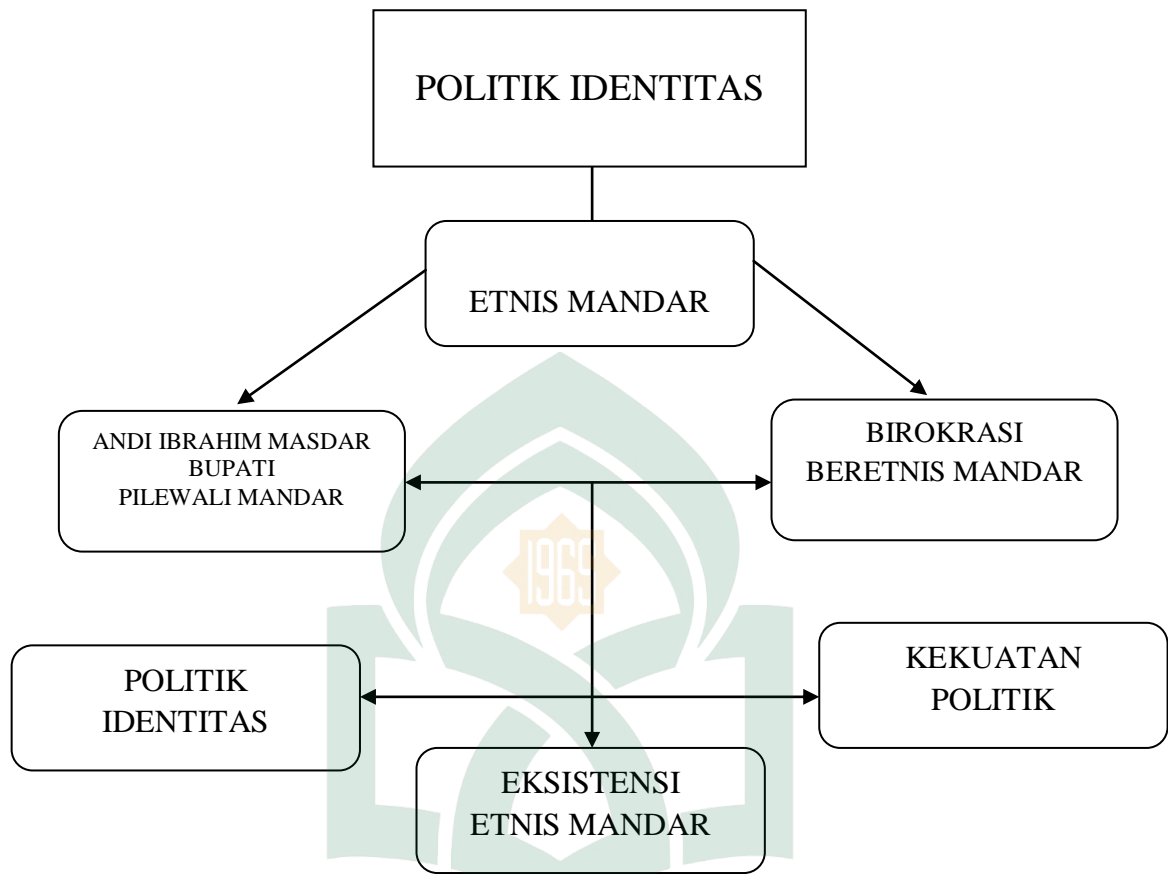 POLITIK IDENTITAS
ETNIS MANDAR
ANDI IBRAHIM MASDAR
BUPATI
PILEWALI MANDAR
BIROKRASI
BERETNIS MANDAR
1969
POLITIK
IDENTITAS
KEKUATAN
POLITIK
EKSISTENSI
ETNIS MANDAR